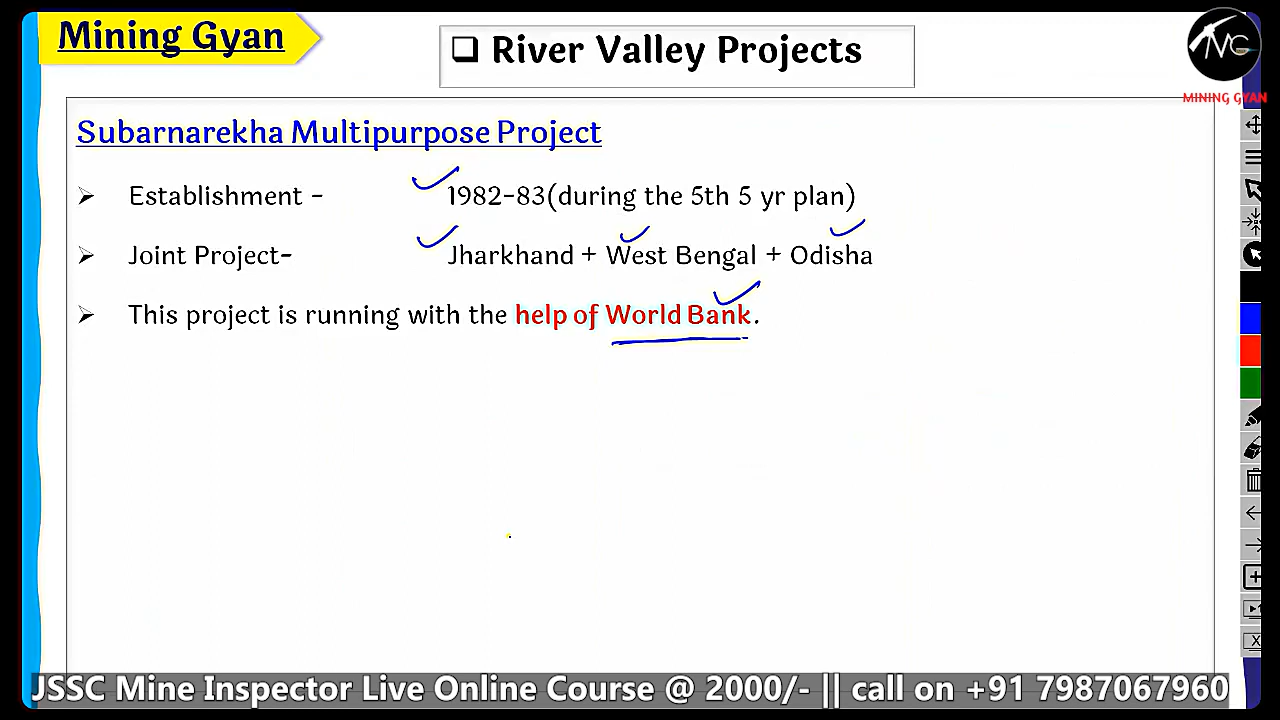 Mining Gyan
❑ River Valley Projects
MG
MINING GYAN
Subarnarekha Multipurpose Project
➢ Establishment - 1982-83(during the 5th 5 yr plan)
➢ Joint Project- Jharkhand + West Bengal + Odisha
➢ This project is running with the help of World Bank.
JSSC Mine Inspector Live Online Course @ 2000/- || call on +91 7987067960